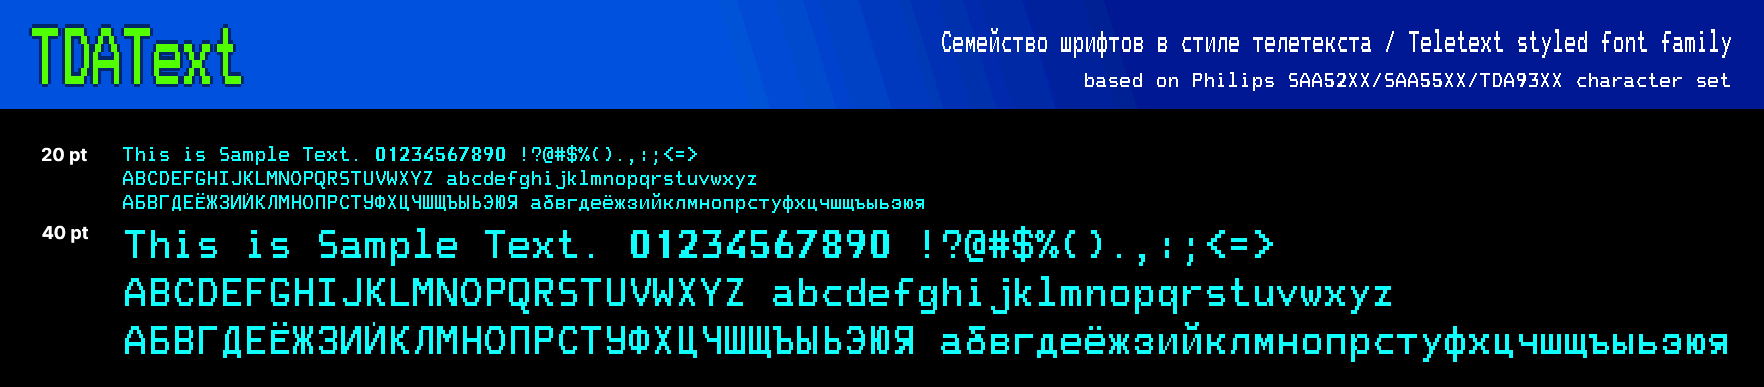 TDAText
Семейство шрифтов в стиле телетекста / Teletext styled font family
based on Philips SAA52XX/SAA55XX/TDA93XX character set
20 pt
This is Sample Text. 01234567890 !?@#$%().,:;<=>
ABCDEFGHIJKLMNOPQRSTUVWXYZ abcdefghijklmnopqrstuvwxyz
АБВГДЕЁЖЗИЙКЛМНОПРСТУФХЦЧШЩЪЫЬЭЮЯ абвгдеёжзийклмнопрстуфхцчшщъыьэюя
40 pt
This is Sample Text. 01234567890 !?@#$%().,:;<=>
ABCDEFGHIJKLMNOPQRSTUVWXYZ abcdefghijklmnopqrstuvwxyz
АБВГДЕЁЖЗИЙКЛМНОПРСТУФХЦЧШЩЪЫЬЭЮЯ абвгдеёжзийклмнопрстуфхцчшщъыьэюя